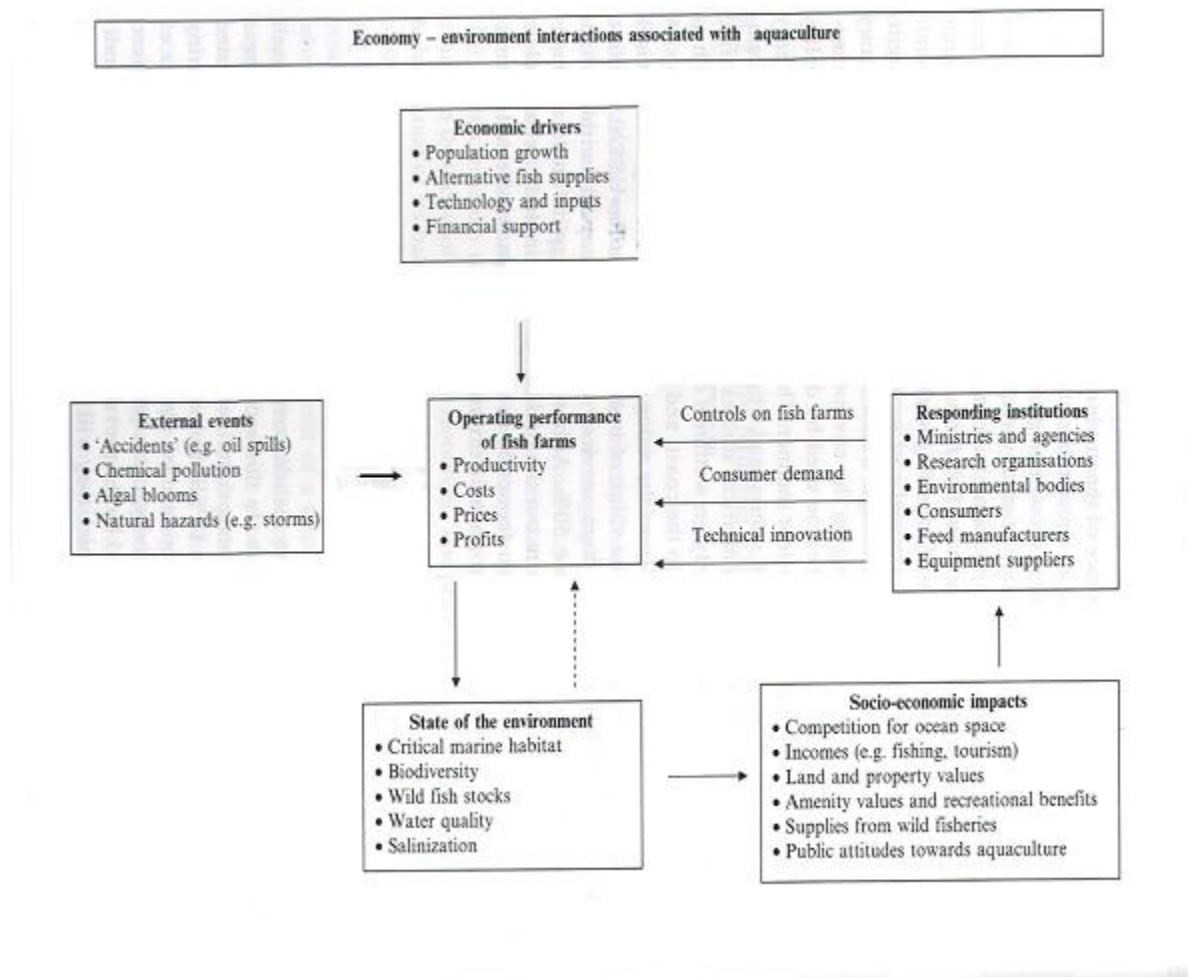 Economy – environment interactions associated with aquaculture
Economic drivers
• Population growth
• Alternative fish supplies
• Technology and inputs
• Financial support
External events
• 'Accidents' (e.g. oil spills)
• Chemical pollution
• Algal blooms
• Natural hazards (e.g. storms)
Operating performance
of fish farms
• Productivity
• Costs
• Prices
• Profits
Controls on fish farms
Consumer demand
Technical innovation
Responding institutions
• Ministries and agencies
• Research organisations
• Environmental bodies
• Consumers
• Feed manufacturers
• Equipment suppliers
State of the environment
• Critical marine habitat
• Biodiversity
• Wild fish stocks
• Water quality
• Salinization
Socio-economic impacts
• Competition for ocean space
• Incomes (e.g. fishing, tourism)
• Land and property values
• Amenity values and recreational benefits
• Supplies from wild fisheries
• Public attitudes towards aquaculture